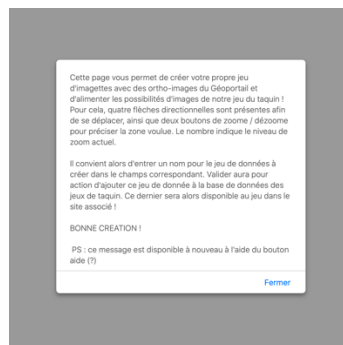 Cette page vous permet de créer votre propre jeu
d'imagettes avec des ortho-images du Géoportail et
d'alimenter les possibilités d'images de notre jeu du taquin !
Pour cela, quatre flèches directionnelles sont présentes afin
de se déplacer, ainsi que deux boutons de zoome / dézoome
pour préciser la zone voulue. Le nombre indique le niveau de
zoom actuel.
Il convient alors d'entrer un nom pour le jeu de données à
créer dans le champs correspondant. Valider aura pour
action d'ajouter ce jeu de donnée à la base de données des
jeux de taquin. Ce dernier sera alors disponible au jeu dans le
site associé !
BONNE CREATION !
PS : ce message est disponible à nouveau à l'aide du bouton
aide (?)
Fermer